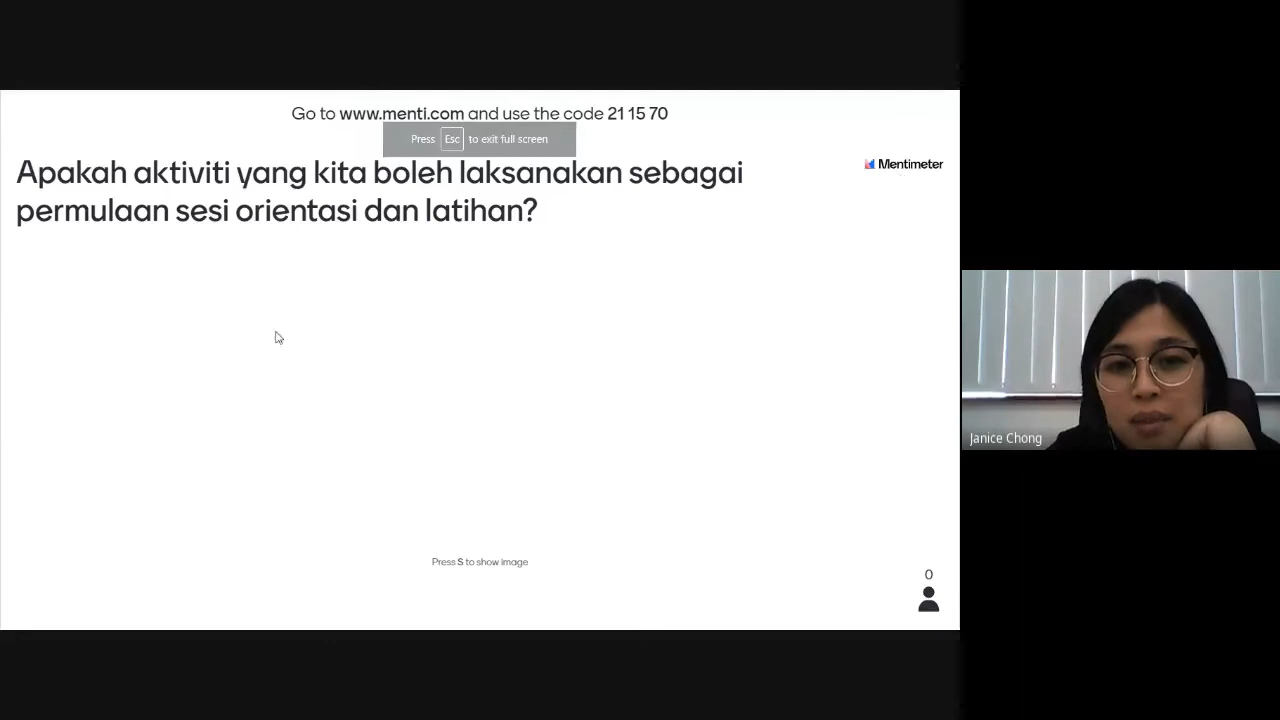 Go to www.menti.com and use the code 21 15 70
Press Esc to exit full screen
Apakah aktiviti yang kita boleh laksanakan sebagai
permulaan sesi orientasi dan latihan?
Mentimeter
Janice Chong
Press S to show image
0